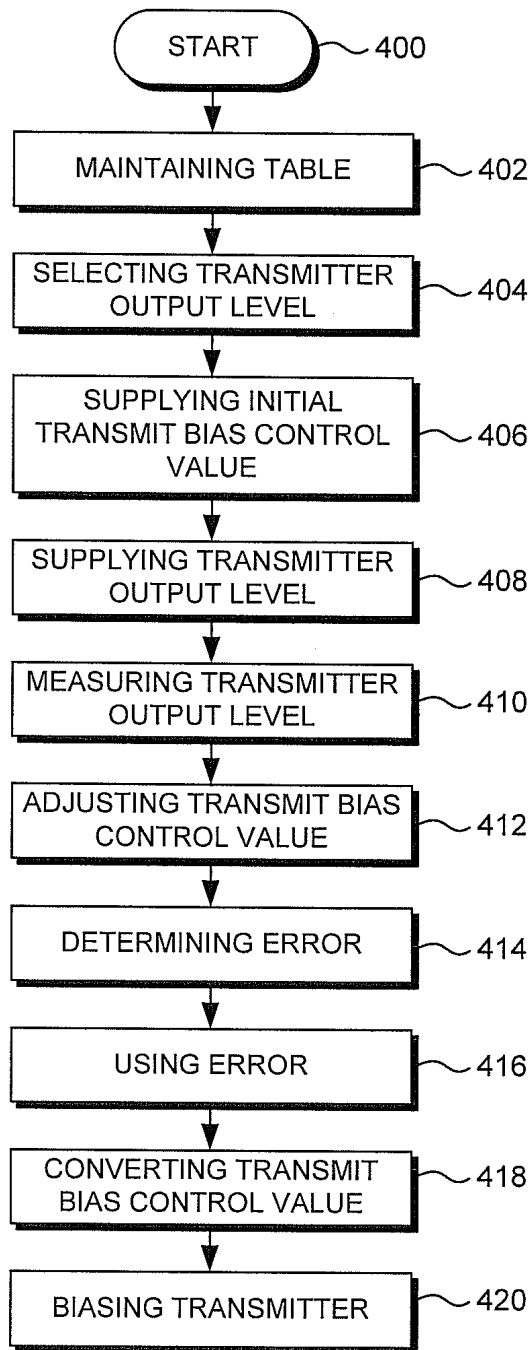 START
400
MAINTAINING TABLE
402
SELECTING TRANSMITTER
OUTPUT LEVEL
404
SUPPLYING INITIAL
TRANSMIT BIAS CONTROL
VALUE
406
SUPPLYING TRANSMITTER
OUTPUT LEVEL
408
MEASURING TRANSMITTER
OUTPUT LEVEL
410
ADJUSTING TRANSMIT BIAS
CONTROL VALUE
412
DETERMINING ERROR
414
USING ERROR
416
CONVERTING TRANSMIT
BIAS CONTROL VALUE
418
BIASING TRANSMITTER
420